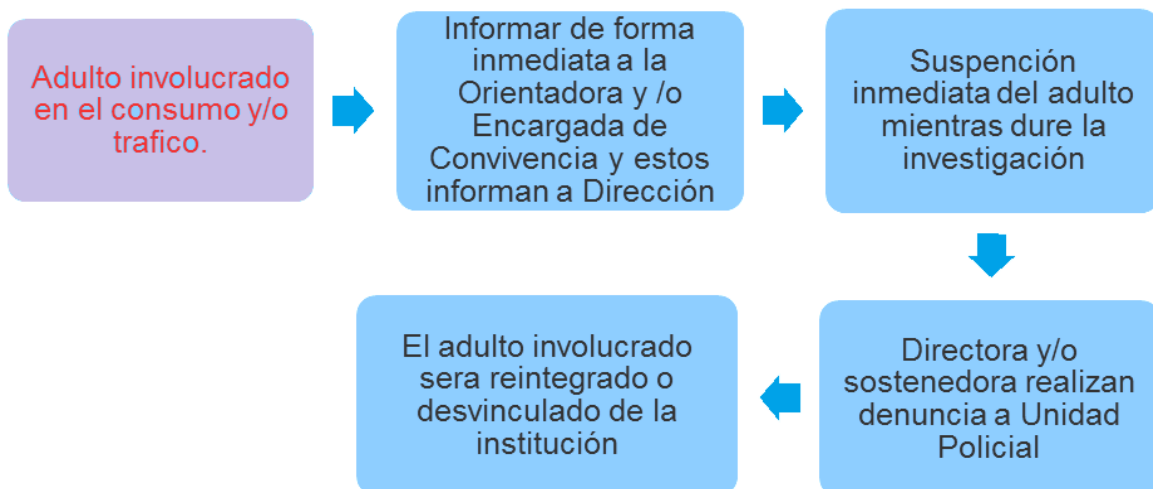 Adulto involucrado
en el consumo y/o
trafico.
Informar de forma
inmediata a la
Orientadora y /o
Encargada de
Convivencia y estos
informan a Dirección
Suspención
inmediata del adulto
mientras dure la
investigación
Directora y/o
sostenedora realizan
denuncia a Unidad
Policial
El adulto involucrado
sera reintegrado o
desvinculado de la
institución